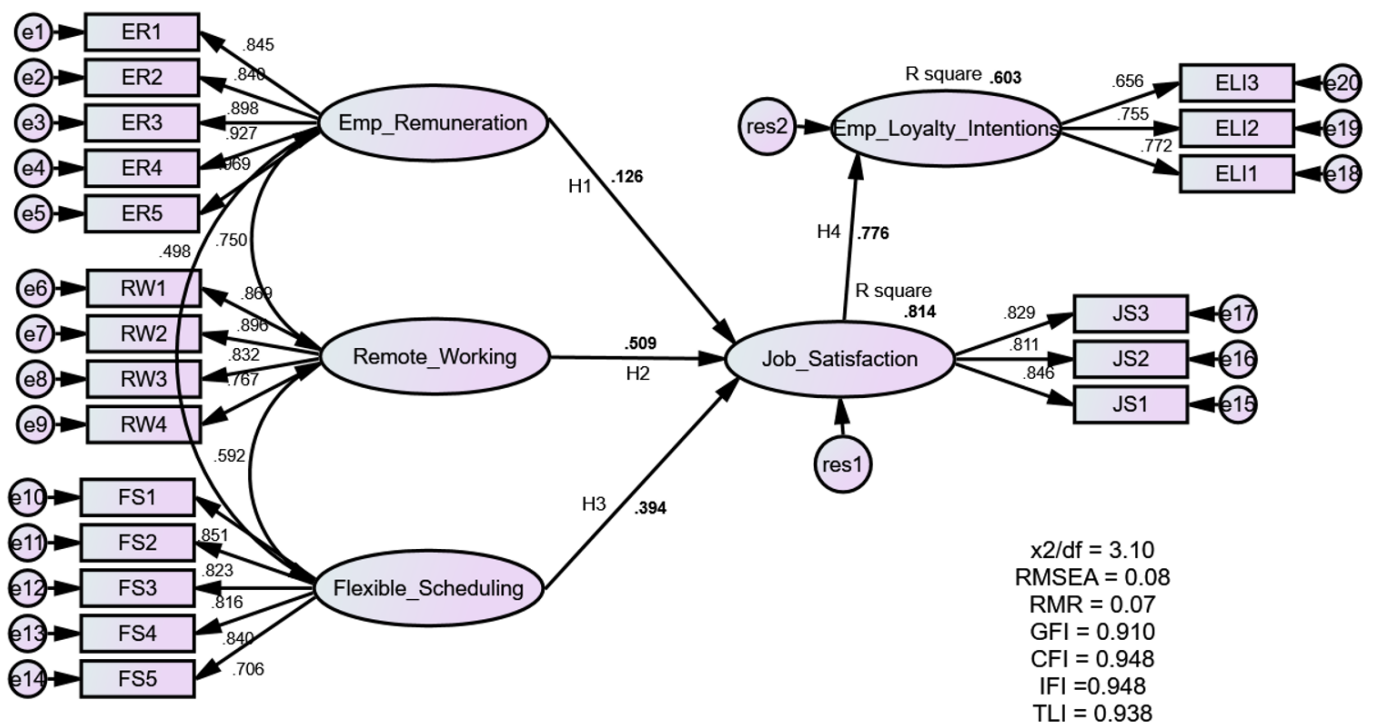 e1
ER1
.845
e2
ER2
.840
e3
ER3
.898
.927
e4
ER4
e5
ER5
Emp_Remuneration
.498
.750
e6
RW1
.869
e7
RW2
.896
e8
RW3
.832
.767
e9
RW4
Remote_Working
.592
e10
FS1
e11
FS2
.851
e12
FS3
.823
.816
e13
FS4
.840
e14
FS5
.706
Flexible_Scheduling
H1
.126
.509
H2
H3
.394
R square .603
res2
Emp_Loyalty_Intentions
.656
ELI3
e20
.755
ELI2
e19
.772
ELI1
e18
H4
.776
R square
.814
Job_Satisfaction
res1
.829
JS3
e17
.811
JS2
e16
.846
JS1
e15
x2/df = 3.10
RMSEA = 0.08
RMR = 0.07
GFI = 0.910
CFI = 0.948
IFI =0.948
TLI = 0.938